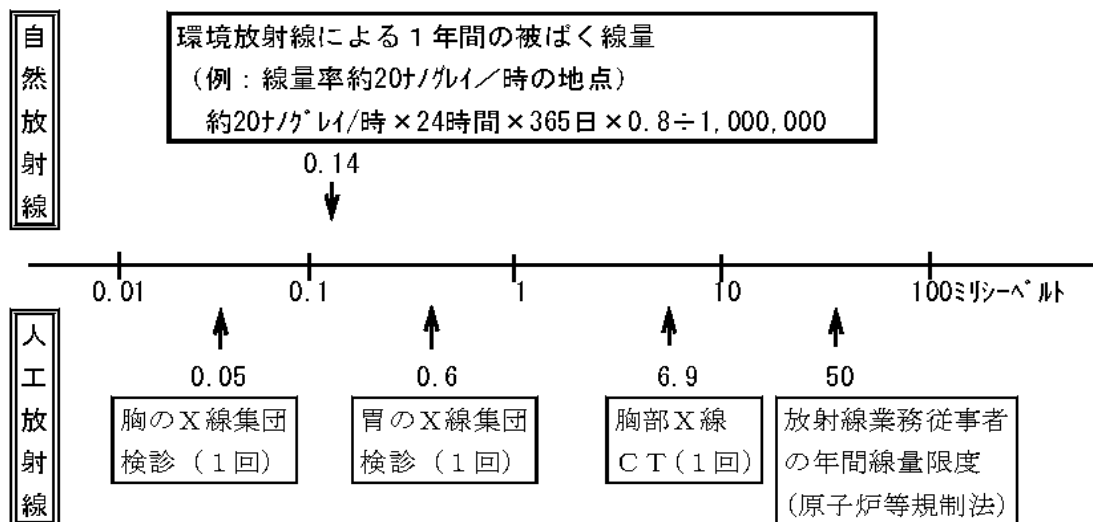 自然放射線
環境放射線による１年間の被ばく線量
（例：線量率約20ﾅﾉｸﾞﾚｲ／時の地点）
約20ﾅﾉｸﾞﾚｲ/時×24時間×365日×0.8÷1,000,000
0.14
0.01 0.1 1 10 100ﾐﾘｼｰﾍﾞﾙﾄ
人工放射線
0.05 0.6 6.9 50
胸のＸ線集団
検診（１回）
胃のＸ線集団
検診（１回）
胸部Ｘ線
ＣＴ(１回)
放射線業務従事者
の年間線量限度
(原子炉等規制法)